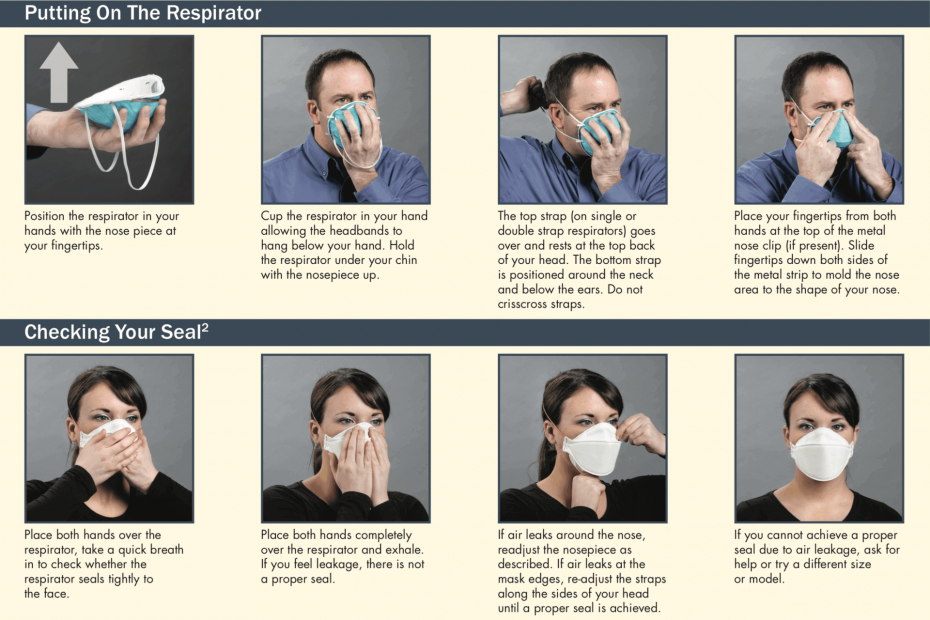 Putting On The Respirator
Position the respirator in your
hands with the nose piece at
your fingertips.
Cup the respirator in your hand
allowing the headbands to
hang below your hand. Hold
the respirator under your chin
with the nosepiece up.
The top strap (on single or
double strap respirators) goes
over and rests at the top back
of your head. The bottom strap
is positioned around the neck
and below the ears. Do not
crisscross straps.
Place your fingertips from both
hands at the top of the metal
nose clip (if present). Slide
fingertips down both sides of
the metal strip to mold the nose
area to the shape of your nose.
Checking Your Seal²
Place both hands over the
respirator, take a quick breath
in to check whether the
respirator seals tightly to
the face.
Place both hands completely
over the respirator and exhale.
If you feel leakage, there is not
a proper seal.
If air leaks around the nose,
readjust the nosepiece as
described. If air leaks at the
mask edges, re-adjust the straps
along the sides of your head
until a proper seal is achieved.
If you cannot achieve a proper
seal due to air leakage, ask for
help or try a different size
or model.